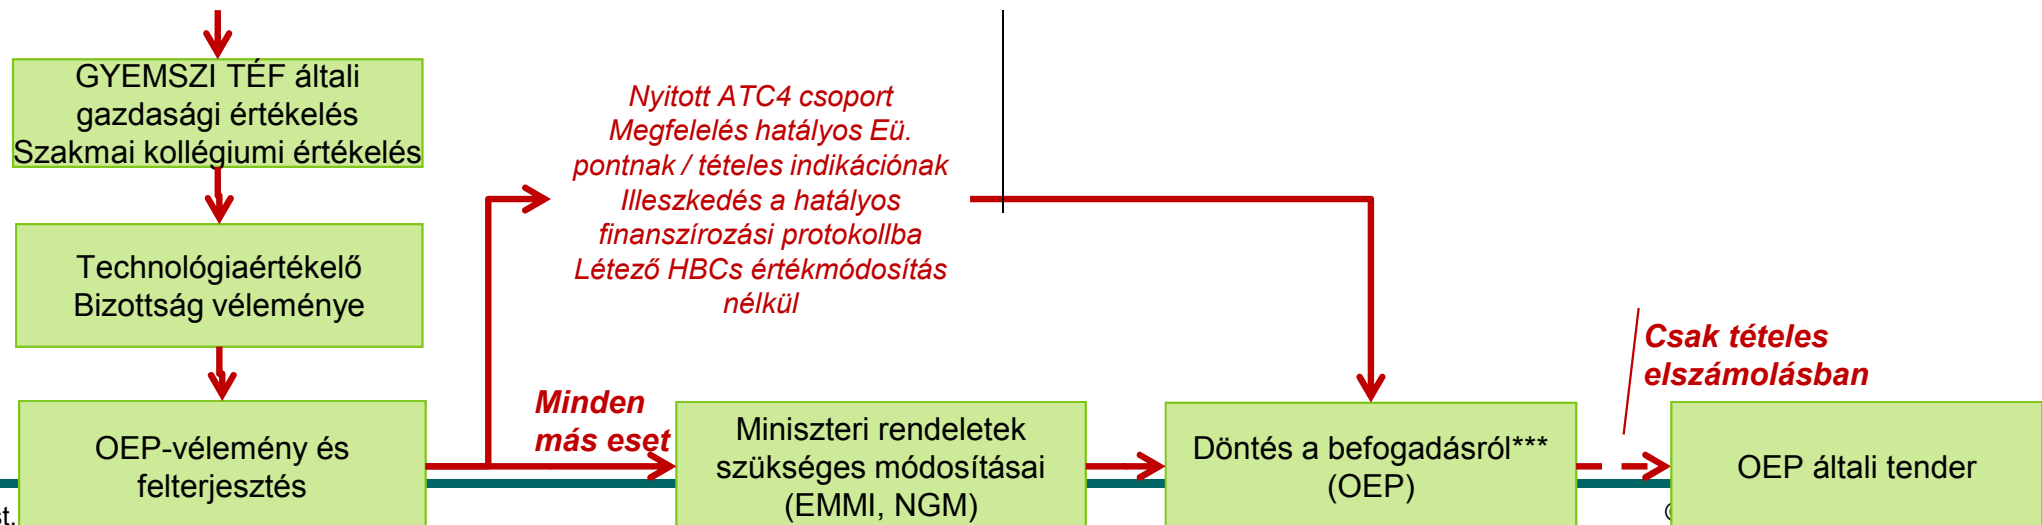 GYEMSZI TÉF általi
gazdasági értékelés
Szakmai kollégiumi értékelés
Technológiaértékelő
Bizottság véleménye
OEP-vélemény és
felterjesztés
Nyitott ATC4 csoport
Megfelelés hatályos Eü.
pontnak / tételes indikációnak
Illeszkedés a hatályos
finanszírozási protokollba
Létező HBCs értékmódosítás
nélkül
Minden
más eset
Miniszteri rendeletek
szükséges módosításai
(EMMI, NGM)
Döntés a befogadásról***
(OEP)
Csak tételes
elszámolásban
OEP általi tender